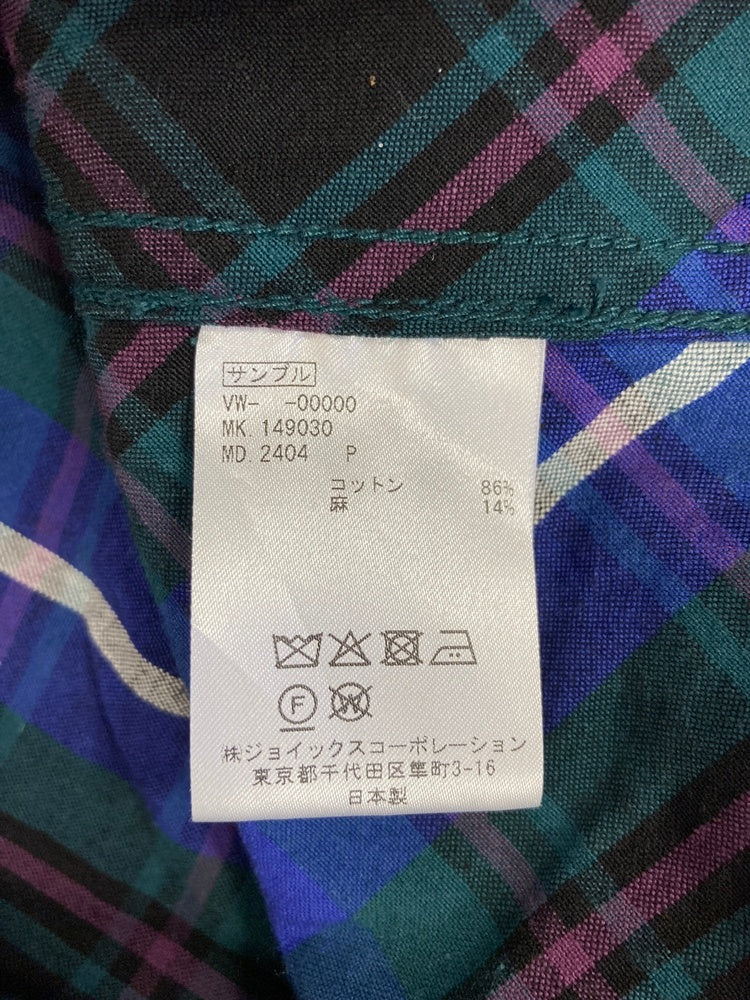 サンプル
VW-　-00000
MK. 149030
MD. 2404　P
コットン　86%
麻　14%
F
W
㈱ジョイックスコーポレーション
東京都千代田区隼町3-16
日本製